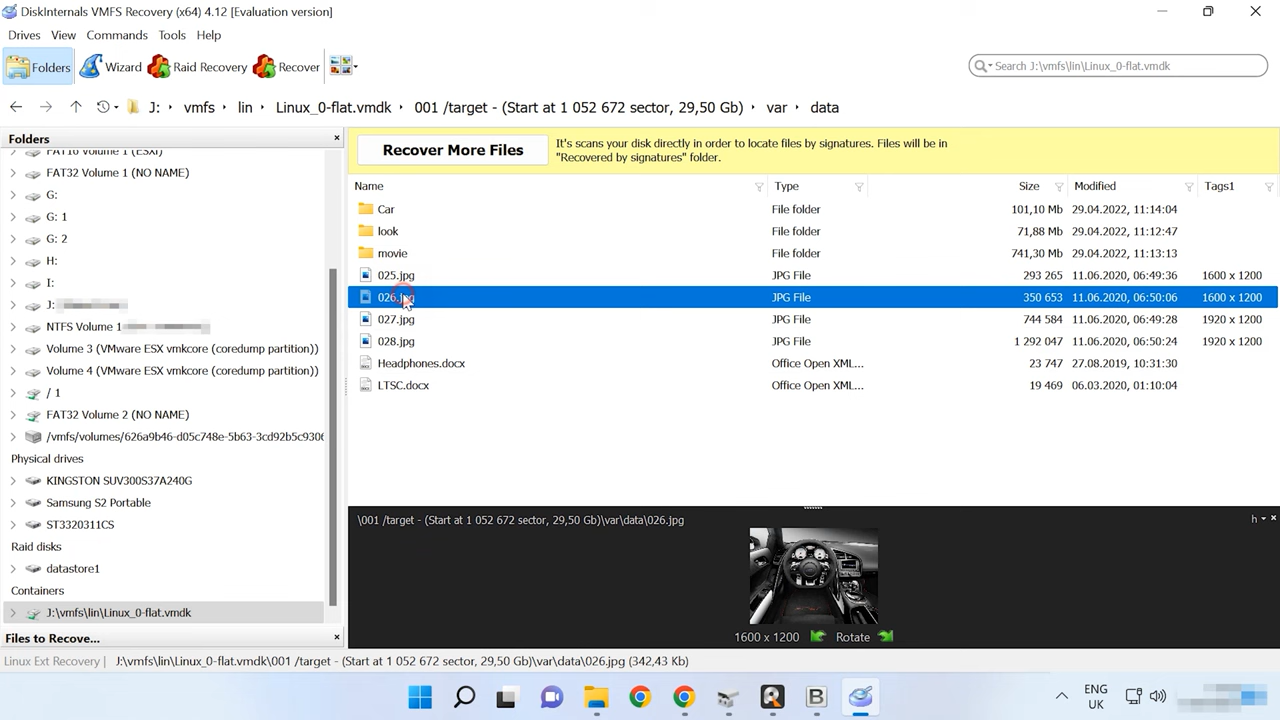 DiskInternals VMFS Recovery (x64) 4.12 [Evaluation version]
Drives View Commands Tools Help
Folders Wizard Raid Recovery Recover
Search J:\vmfs\lin\Linux_0-flat.vmdk
J: vmfs lin Linux_0-flat.vmdk 001 /target - (Start at 1 052 672 sector, 29,50 Gb) var data
Folders ×
FAT16 Volume 1 (ESXi)
FAT32 Volume 1 (NO NAME)
G:
G: 1
G: 2
H:
I:
J:
NTFS Volume 1
Volume 3 (VMware ESX vmkcore (coredump partition))
Volume 4 (VMware ESX vmkcore (coredump partition))
/ 1
FAT32 Volume 2 (NO NAME)
/vmfs/volumes/626a9b46-d05c748e-5b63-3cd92b5c930
Physical drives
KINGSTON SUV300S37A240G
Samsung S2 Portable
ST3320311CS
Raid disks
datastore1
Containers
J:\vmfs\lin\Linux_0-flat.vmdk
Files to Recove... ×
Recover More Files It's scans your disk directly in order to locate files by signatures. Files will be in
"Recovered by signatures" folder.
Name Type Size Modified Tags1
Car File folder 101,10 Mb 29.04.2022, 11:14:04
look File folder 71,88 Mb 29.04.2022, 11:12:47
movie File folder 741,30 Mb 29.04.2022, 11:13:13
025.jpg JPG File 293 265 11.06.2020, 06:49:36 1600 x 1200
026.jpg JPG File 350 653 11.06.2020, 06:50:06 1600 x 1200
027.jpg JPG File 744 584 11.06.2020, 06:49:28 1920 x 1200
028.jpg JPG File 1 292 047 11.06.2020, 06:50:24 1920 x 1200
Headphones.docx Office Open XML... 23 747 27.08.2019, 10:31:30
LTSC.docx Office Open XML... 19 469 06.03.2020, 01:10:04
\001 /target - (Start at 1 052 672 sector, 29,50 Gb)\var\data\026.jpg h ×
1600 x 1200 Rotate
Linux Ext Recovery | J:\vmfs\lin\Linux_0-flat.vmdk\001 /target - (Start at 1 052 672 sector, 29,50 Gb)\var\data\026.jpg (342,43 Kb)
ENG
UK